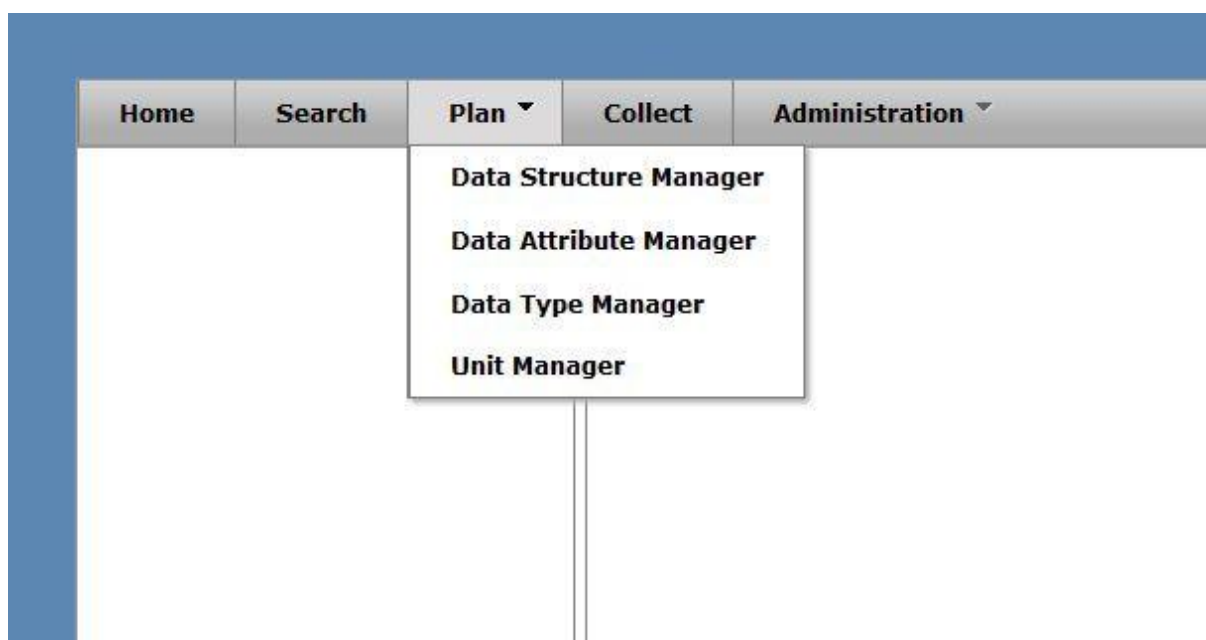 Home Search Plan Collect Administration
Data Structure Manager
Data Attribute Manager
Data Type Manager
Unit Manager